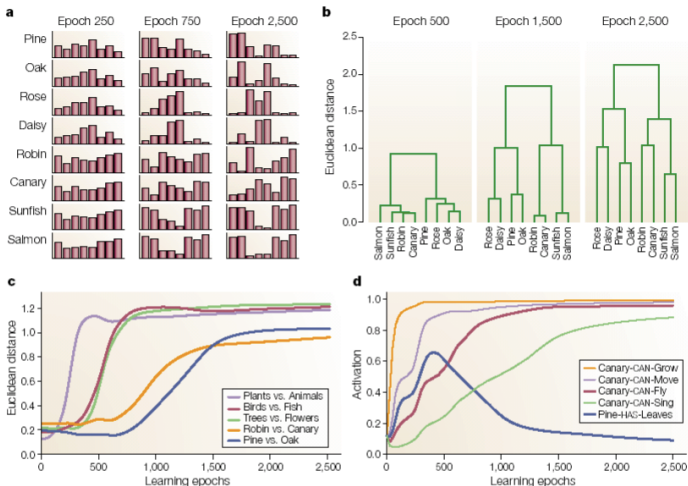 a
Epoch 250 Epoch 750 Epoch 2,500
Pine
Oak
Rose
Daisy
Robin
Canary
Sunfish
Salmon
b
Epoch 500 Epoch 1,500 Epoch 2,500
Euclidean distance
2.5
2.0
1.5
1.0
0.5
0.0
Salmon Sunfish Robin Canary Pine Rose Oak Daisy
Rose Daisy Pine Oak Robin Canary Sunfish Salmon
Rose Daisy Pine Oak Robin Canary Sunfish Salmon
c
Euclidean distance
1.2
1.0
0.8
0.6
0.4
0.2
0.0
Plants vs. Animals
Birds vs. Fish
Trees vs. Flowers
Robin vs. Canary
Pine vs. Oak
0 500 1,000 1,500 2,000 2,500
Learning epochs
d
Activation
1.0
0.8
0.6
0.4
0.2
0.0
Canary-CAN-Grow
Canary-CAN-Move
Canary-CAN-Fly
Canary-CAN-Sing
Pine-HAS-Leaves
0 500 1,000 1,500 2,000 2,500
Learning epochs